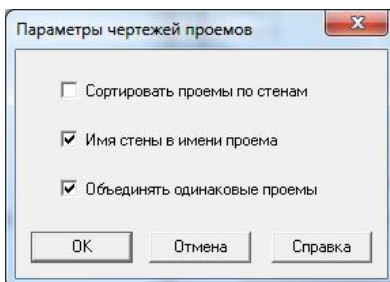 Параметры чертежей проемов
Сортировать проемы по стенам
Имя стены в имени проема
Объединять одинаковые проемы
OK Отмена Справка